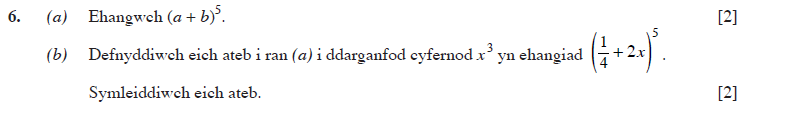 6. (a) Ehangwch (a + b)⁵. [2]
(b) Defnyddiwch eich ateb i ran (a) i ddarganfod cyfernod x³ yn ehangiad (1/4 + 2x)⁵.
Symleiddiwch eich ateb. [2]